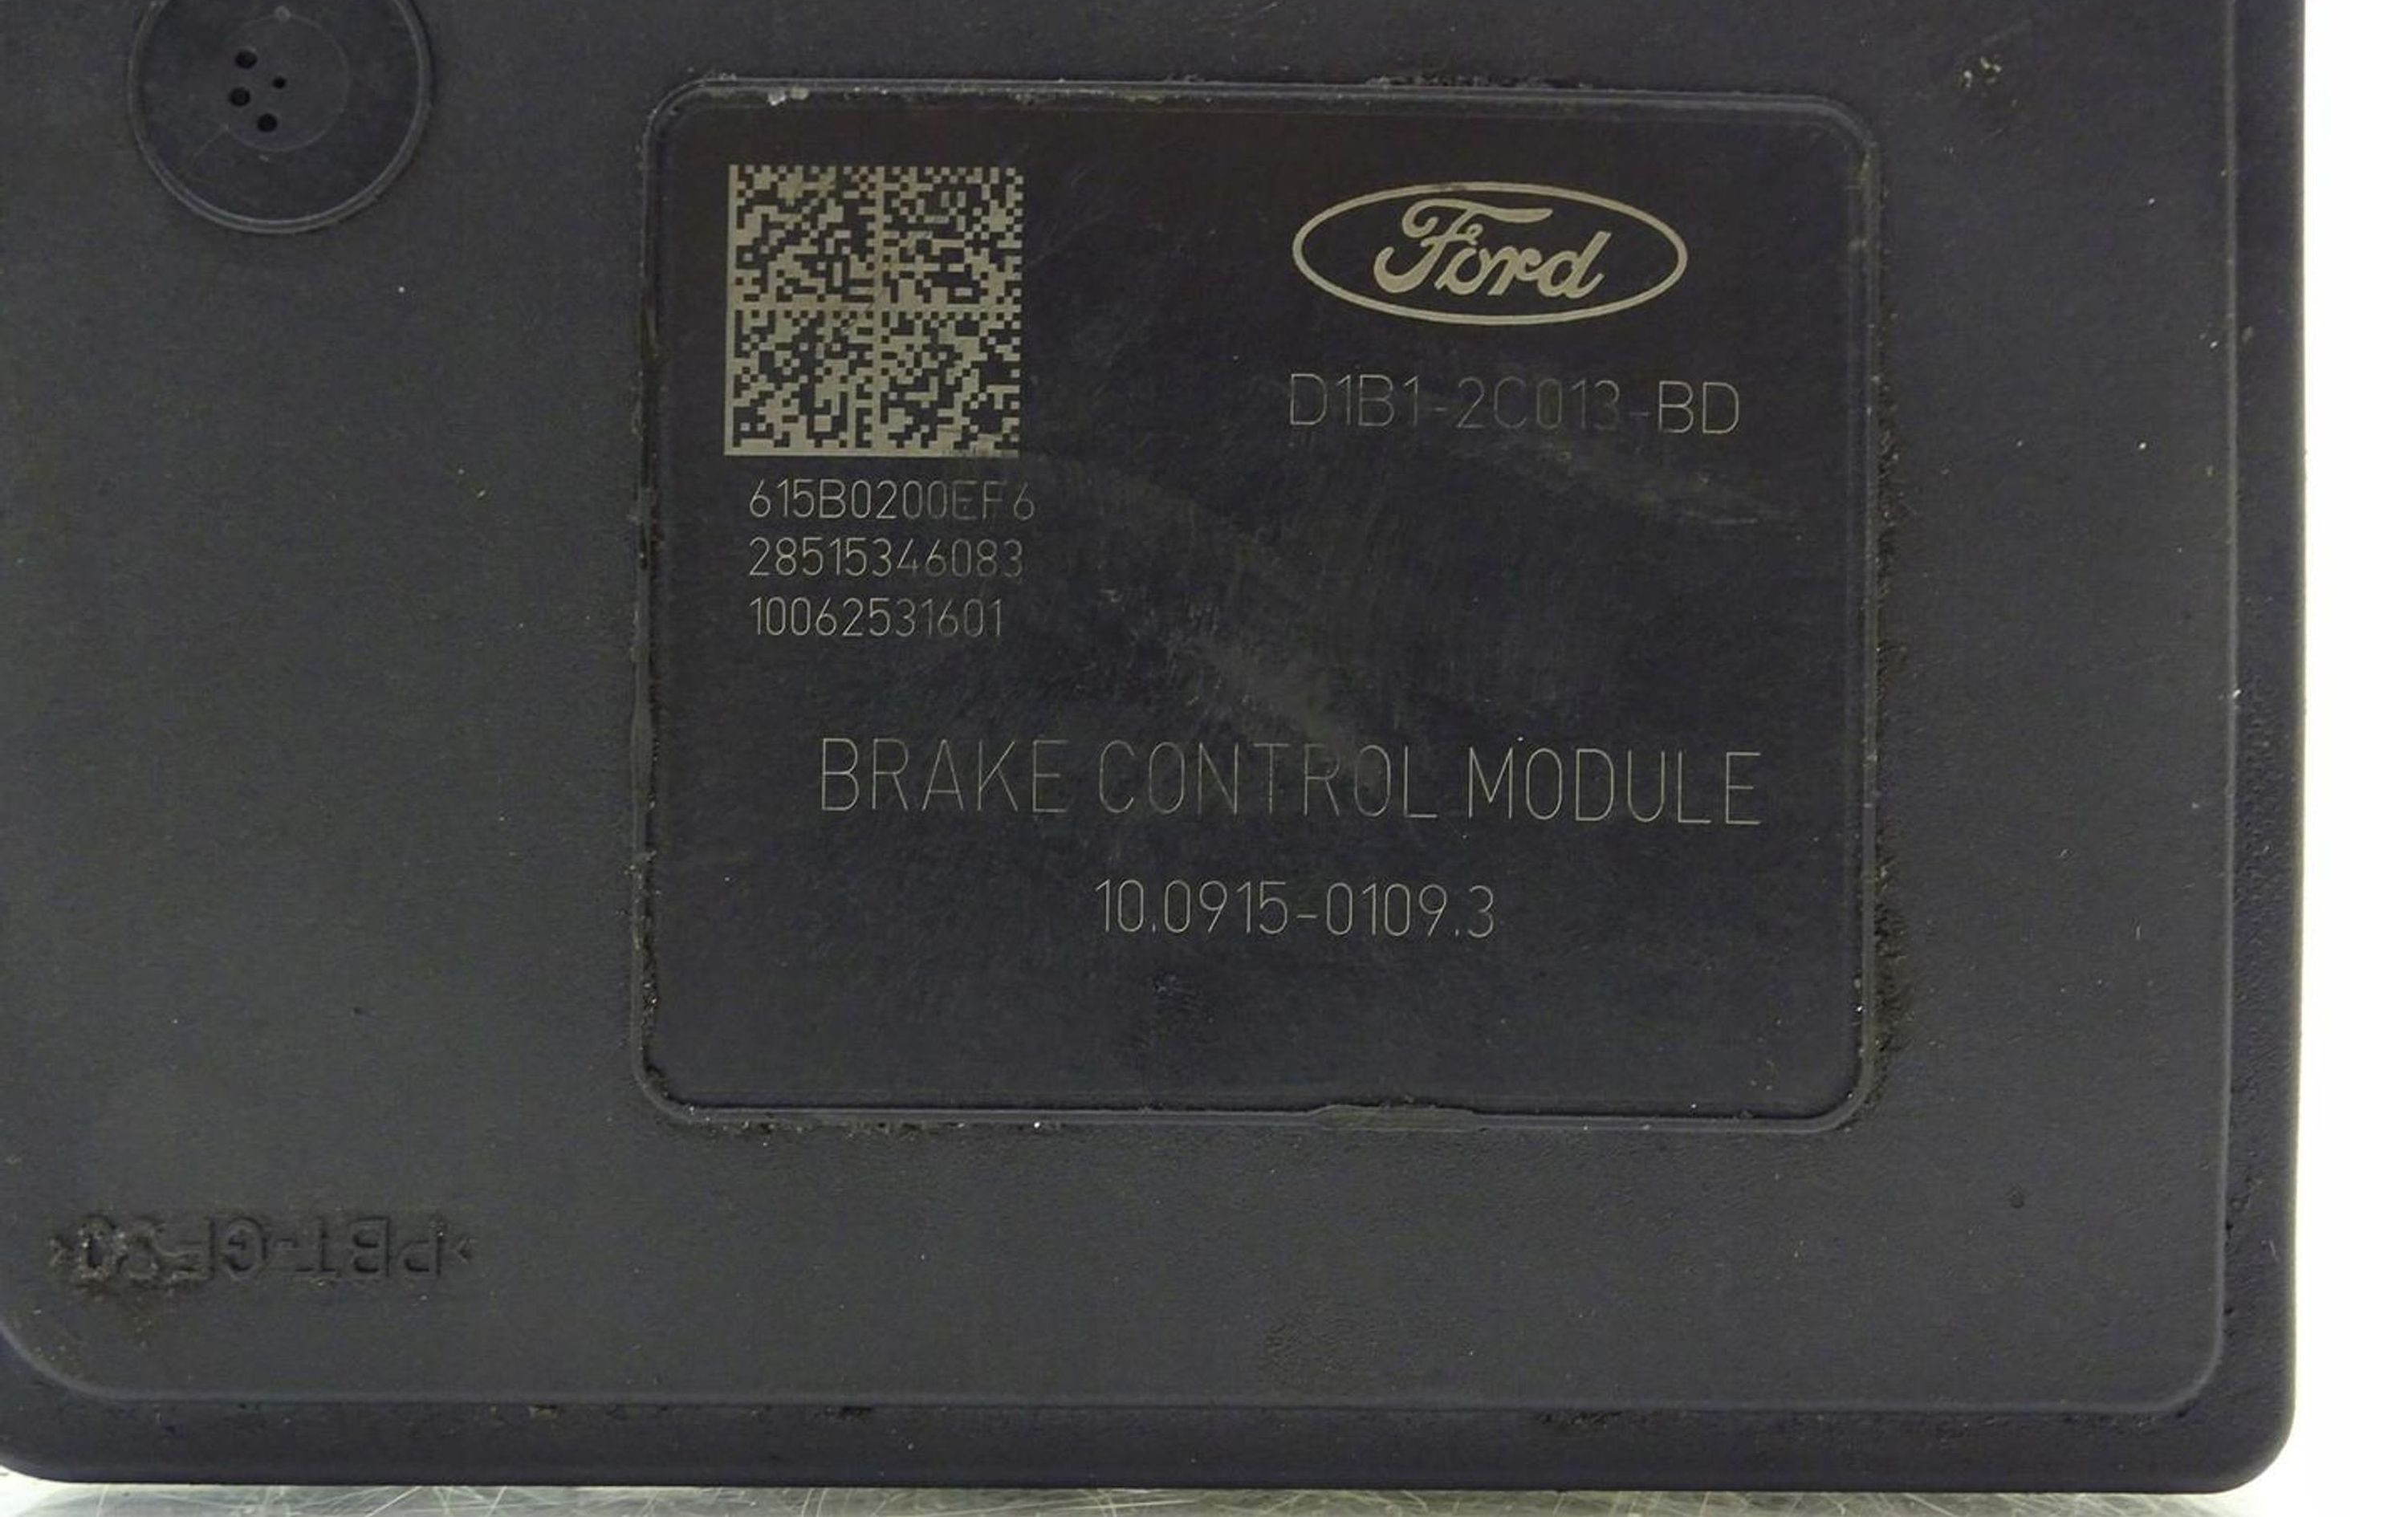 Ford
D1B1-2C013-BD
615B0200EF6
28515346083
10062531601
BRAKE CONTROL MODULE
10.0915-0109.3
>PBT-GF30<